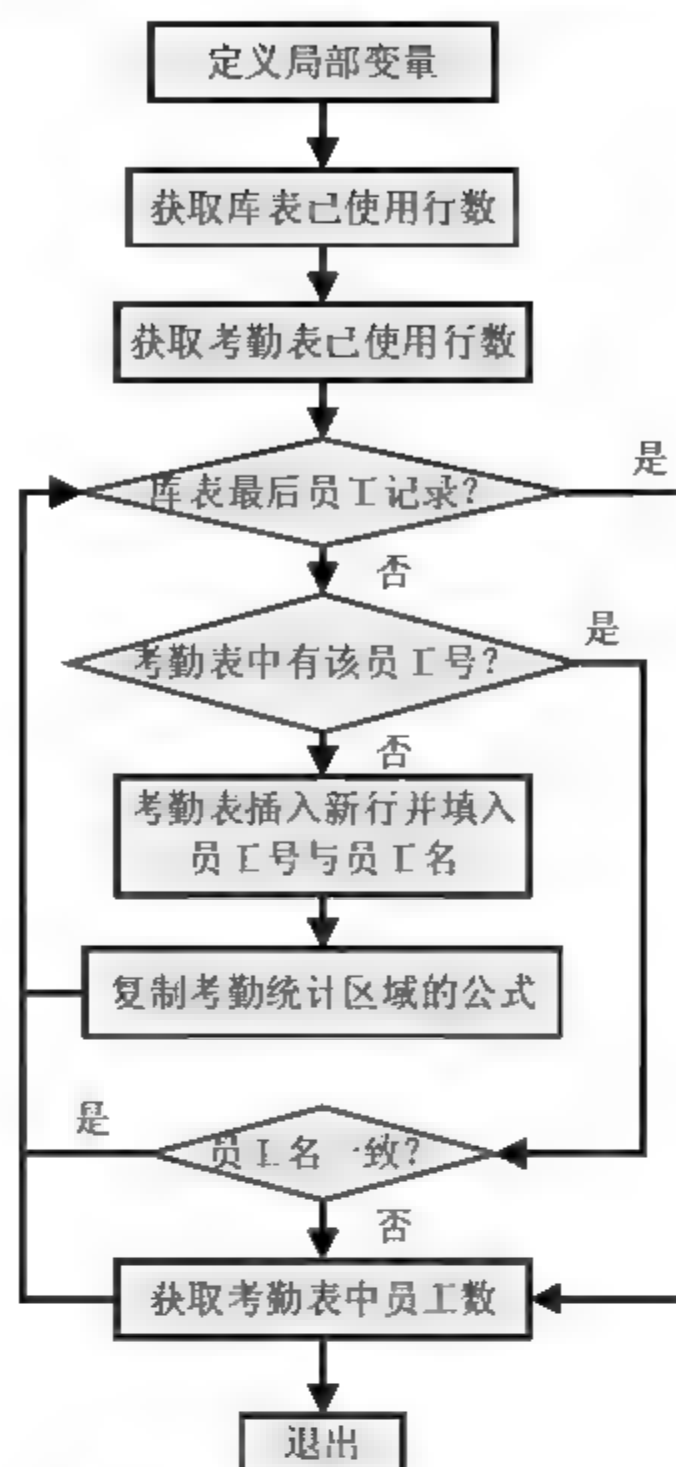 定义局部变量
获取库表已使用行数
获取考勤表已使用行数
库表最后员工记录?
是
否
考勤表中有该员工号?
是
否
考勤表插入新行并填入
员工号与员工名
复制考勤统计区域的公式
是
员工名一致?
否
获取考勤表中员工数
退出